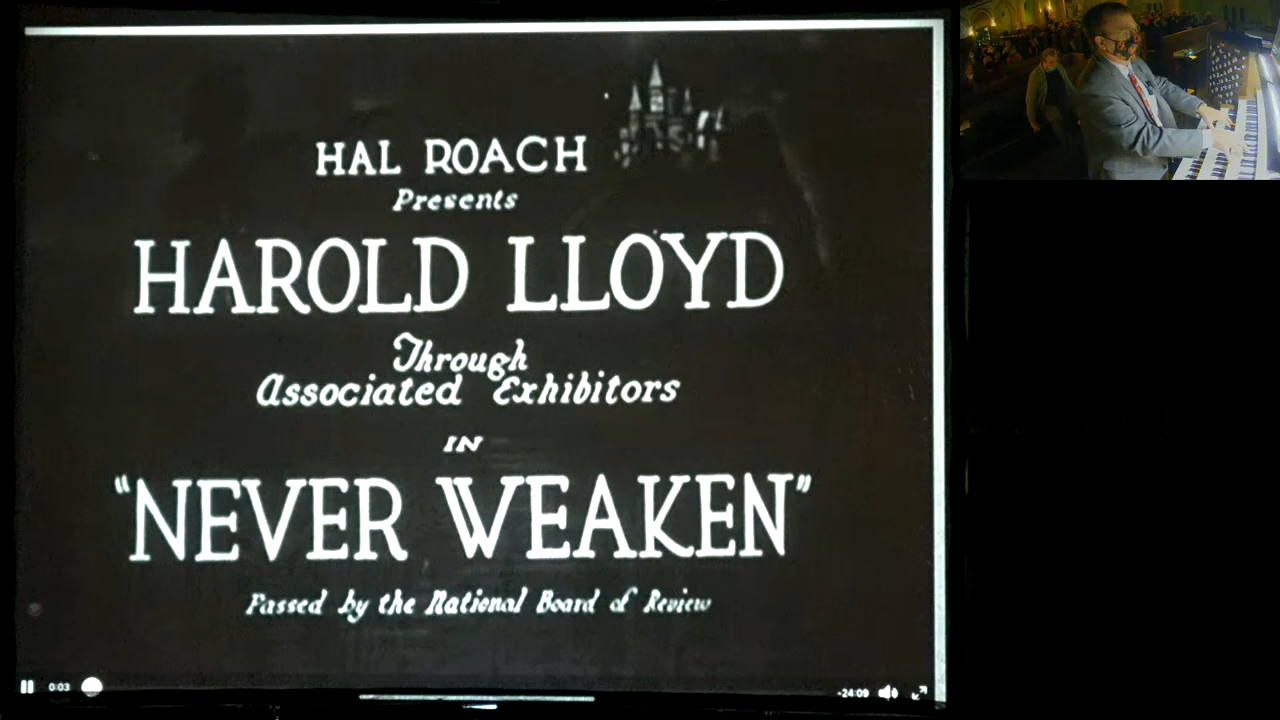 HAL ROACH
Presents
HAROLD LLOYD
Through
Associated Exhibitors
IN
"NEVER WEAKEN"
Passed by the National Board of Review
0:03
-24:09